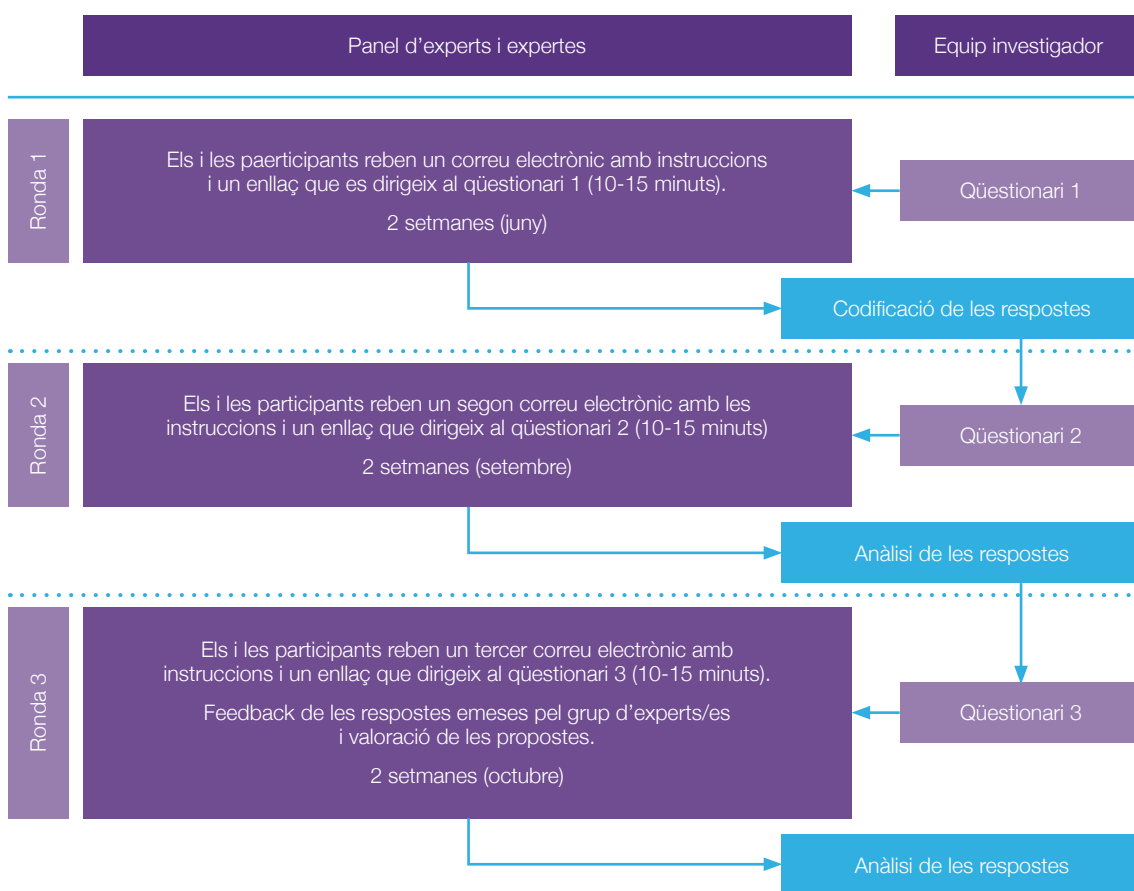 Panel d’experts i expertes
Equip investigador
Ronda 1
Els i les paerticipants reben un correu electrònic amb instruccions
i un enllaç que es dirigeix al qüestionari 1 (10-15 minuts).
2 setmanes (juny)
Qüestionari 1
Codificació de les respostes
Ronda 2
Els i les participants reben un segon correu electrònic amb les
instruccions i un enllaç que dirigeix al qüestionari 2 (10-15 minuts)
2 setmanes (setembre)
Qüestionari 2
Anàlisi de les respostes
Ronda 3
Els i les participants reben un tercer correu electrònic amb
instruccions i un enllaç que dirigeix al qüestionari 3 (10-15 minuts).
Feedback de les respostes emeses pel grup d’experts/es
i valoració de les propostes.
2 setmanes (octubre)
Qüestionari 3
Anàlisi de les respostes